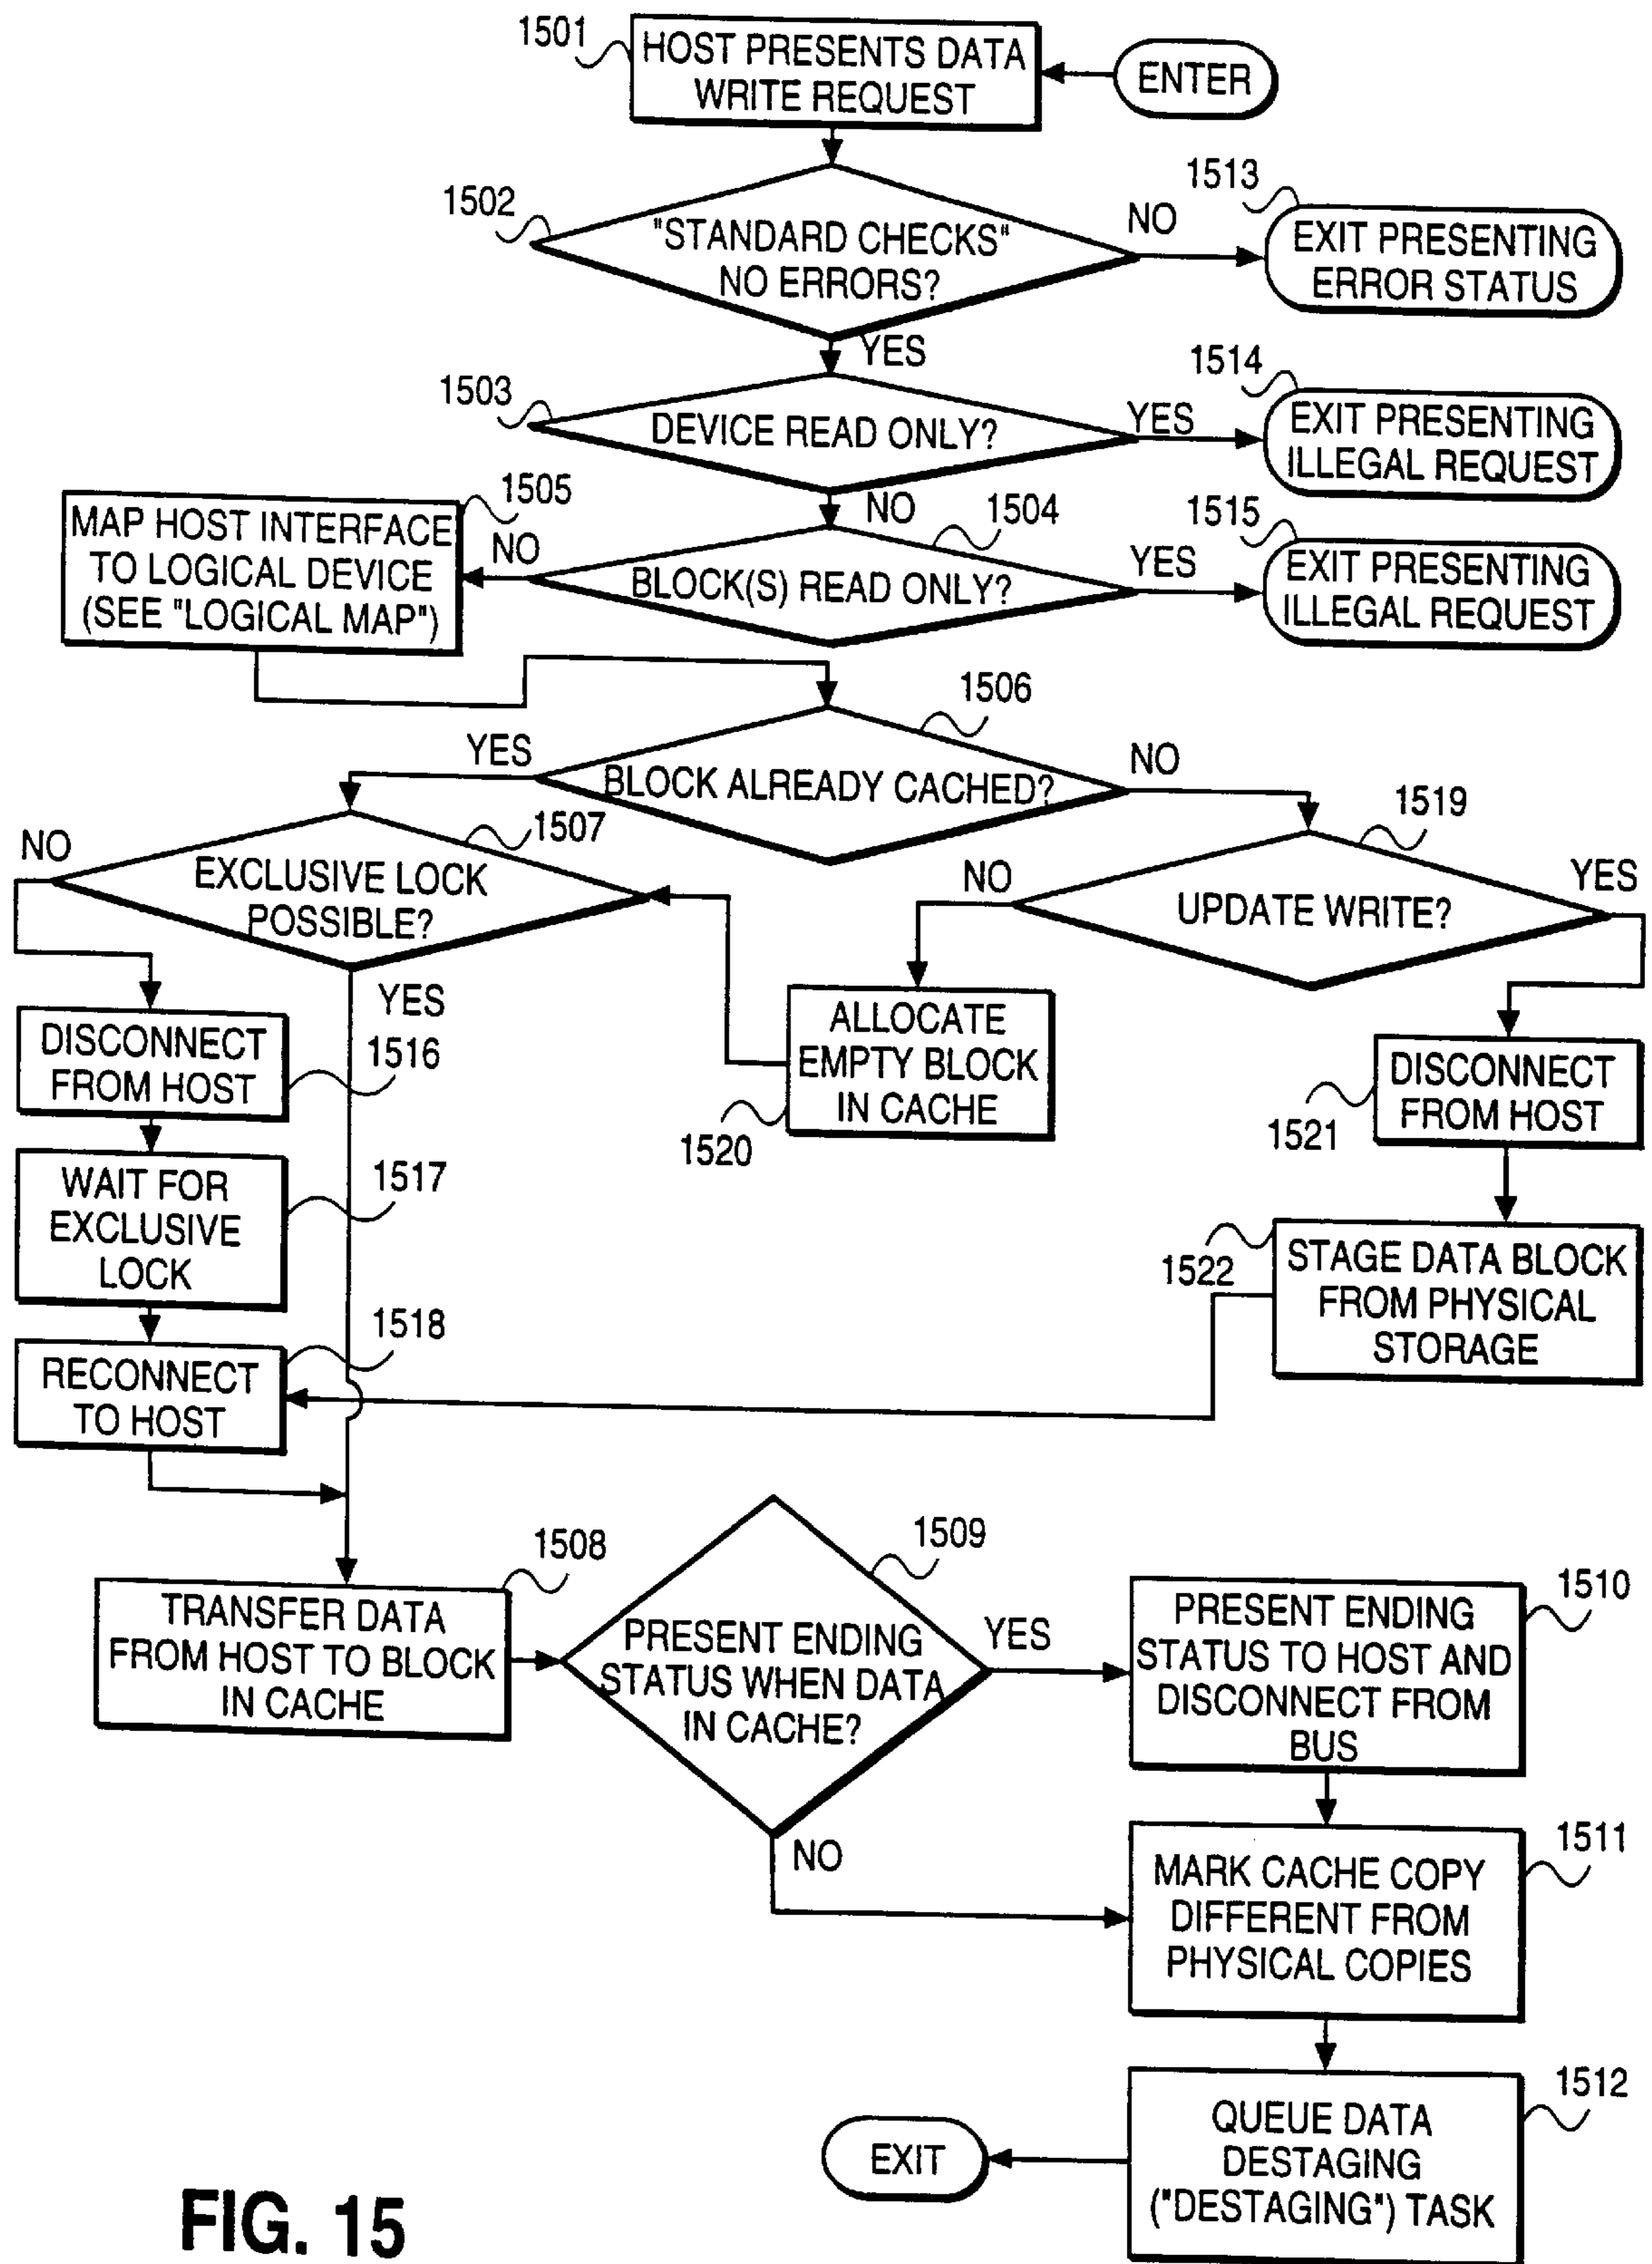 1501
HOST PRESENTS DATA
WRITE REQUEST
ENTER
1502
"STANDARD CHECKS"
NO ERRORS?
NO
1513
EXIT PRESENTING
ERROR STATUS
YES
1503
DEVICE READ ONLY?
YES
1514
EXIT PRESENTING
ILLEGAL REQUEST
NO
1504
1505
MAP HOST INTERFACE
TO LOGICAL DEVICE
(SEE "LOGICAL MAP")
NO
BLOCK(S) READ ONLY?
YES
1515
EXIT PRESENTING
ILLEGAL REQUEST
1506
YES
BLOCK ALREADY CACHED?
NO
1507
NO
EXCLUSIVE LOCK
POSSIBLE?
YES
1519
NO
UPDATE WRITE?
YES
DISCONNECT
FROM HOST
1516
ALLOCATE
EMPTY BLOCK
IN CACHE
1520
DISCONNECT
FROM HOST
1521
WAIT FOR
EXCLUSIVE
LOCK
1517
1522
STAGE DATA BLOCK
FROM PHYSICAL
STORAGE
1518
RECONNECT
TO HOST
1508
TRANSFER DATA
FROM HOST TO BLOCK
IN CACHE
1509
PRESENT ENDING
STATUS WHEN DATA
IN CACHE?
YES
NO
1510
PRESENT ENDING
STATUS TO HOST AND
DISCONNECT FROM
BUS
1511
MARK CACHE COPY
DIFFERENT FROM
PHYSICAL COPIES
1512
QUEUE DATA
DESTAGING
("DESTAGING") TASK
EXIT
FIG. 15